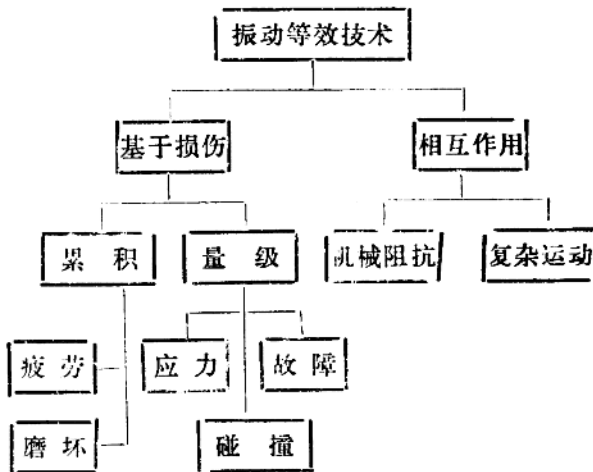 振动等效技术
基于损伤
相互作用
累积
量级
机械阻抗
复杂运动
疲劳
应力
故障
磨坏
碰撞